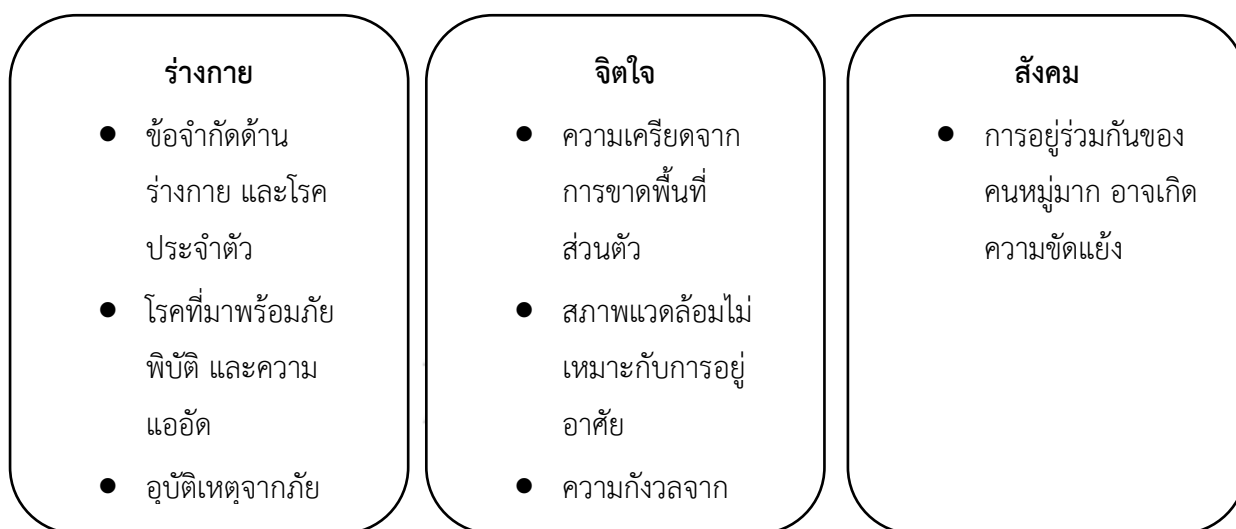 ร่างกาย
● ข้อจำกัดด้าน
ร่างกาย และโรค
ประจำตัว
● โรคที่มาพร้อมภัย
พิบัติ และความ
แออัด
● อุบัติเหตุจากภัย
จิตใจ
● ความเครียดจาก
การขาดพื้นที่
ส่วนตัว
● สภาพแวดล้อมไม่
เหมาะกับการอยู่
อาศัย
● ความกังวลจาก
สังคม
● การอยู่ร่วมกันของ
คนหมู่มาก อาจเกิด
ความขัดแย้ง